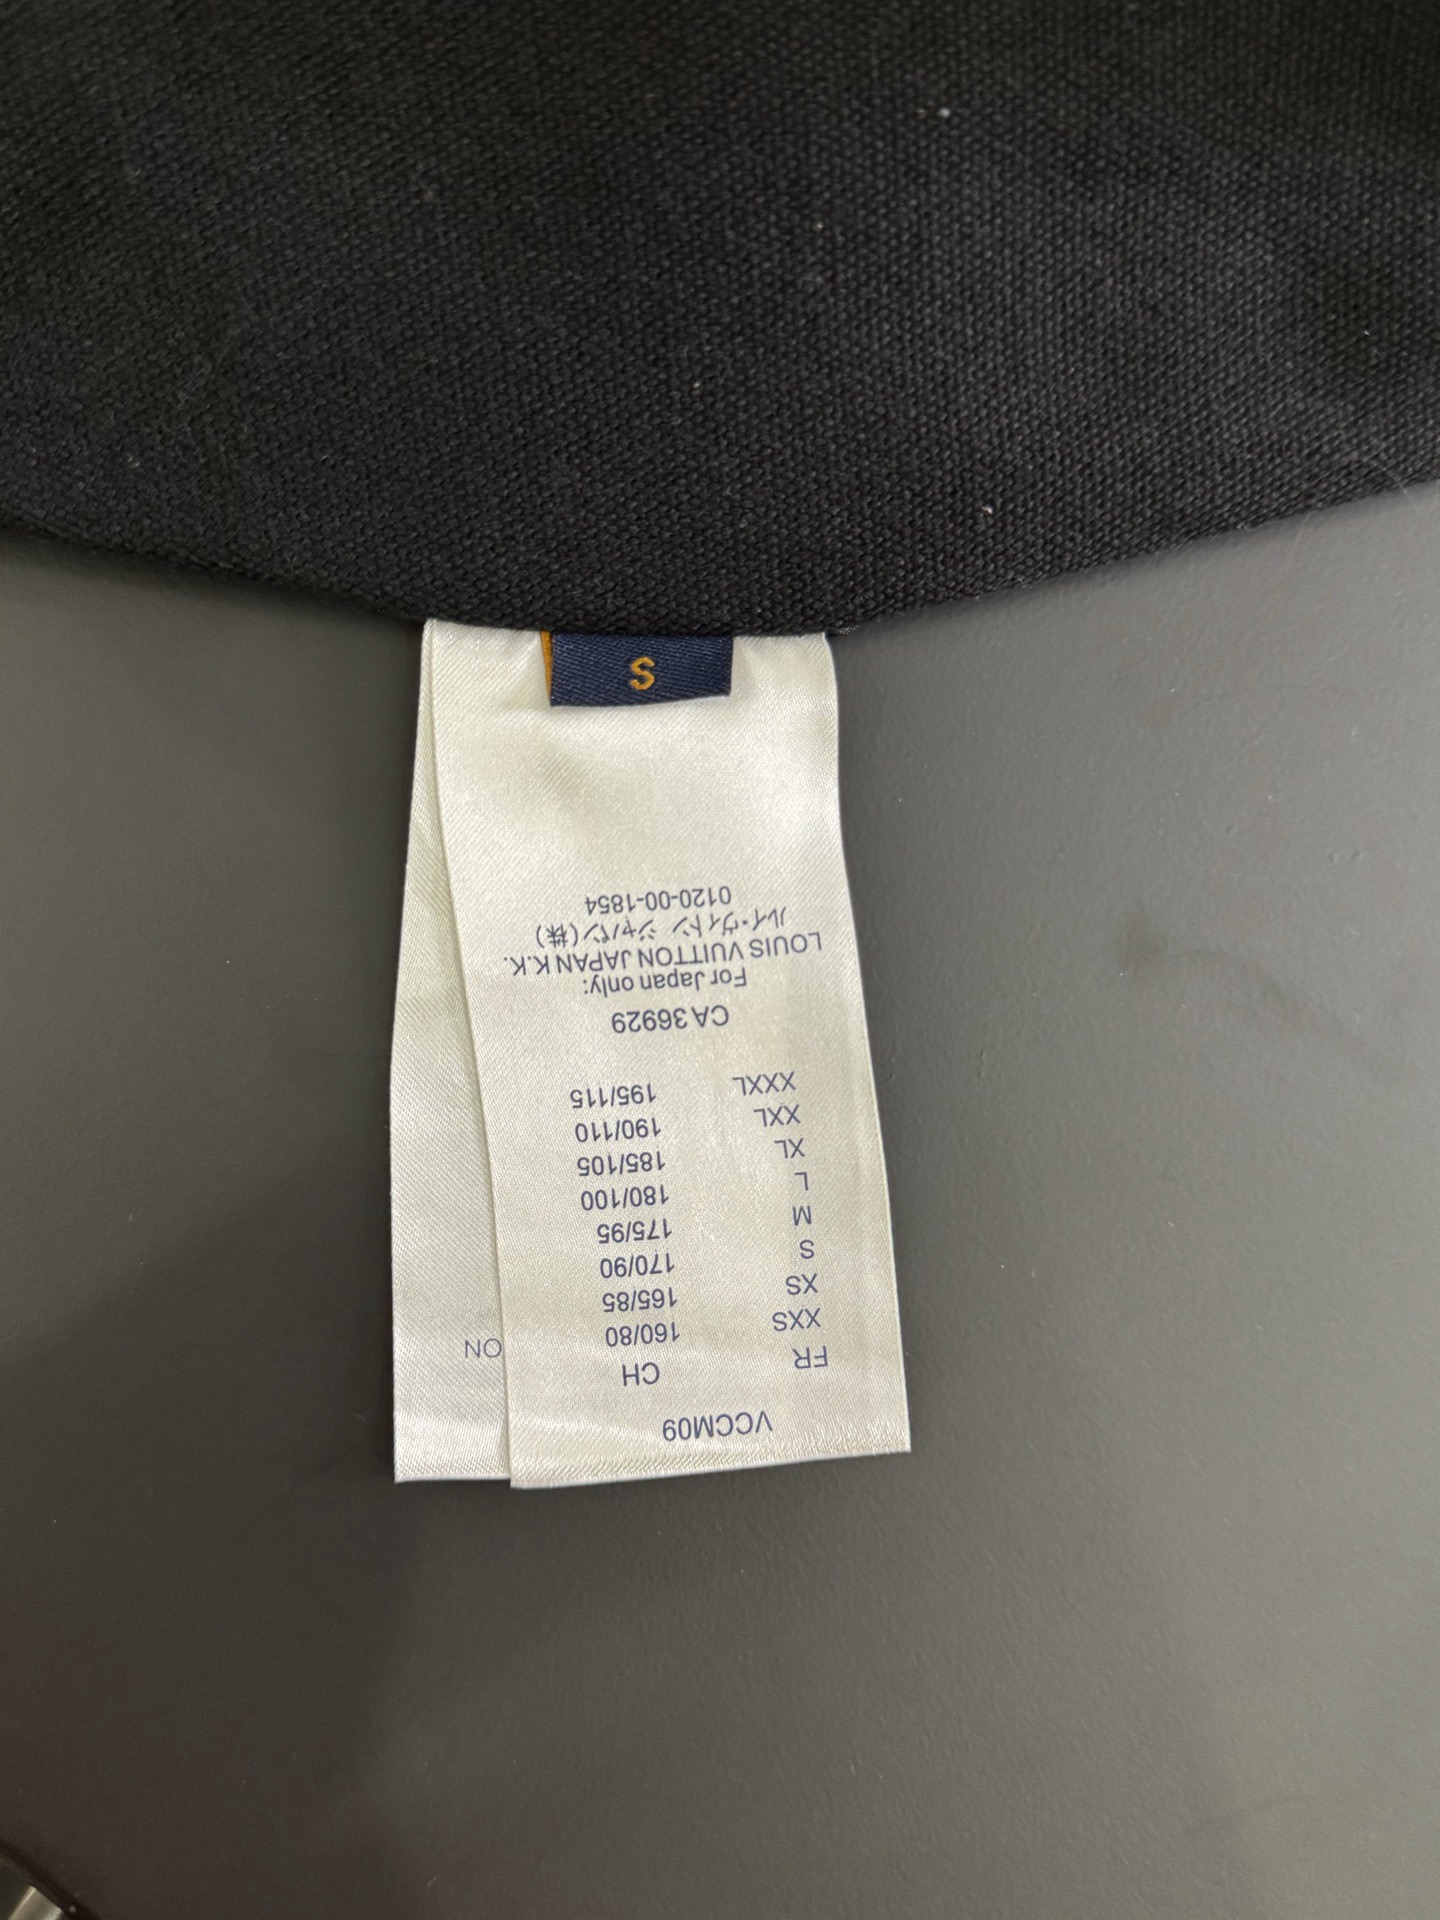 VCCM09
FR CH
XXS 160/80
XS 165/85
S 170/90
M 175/95
L 180/100
XL 185/105
XXL 190/110
XXXL 195/115
CA 36929
For Japan only:
LOUIS VUITTON JAPAN K.K.
ルイ・ヴィトン ジャパン(株)
0120-00-1854
S
ON